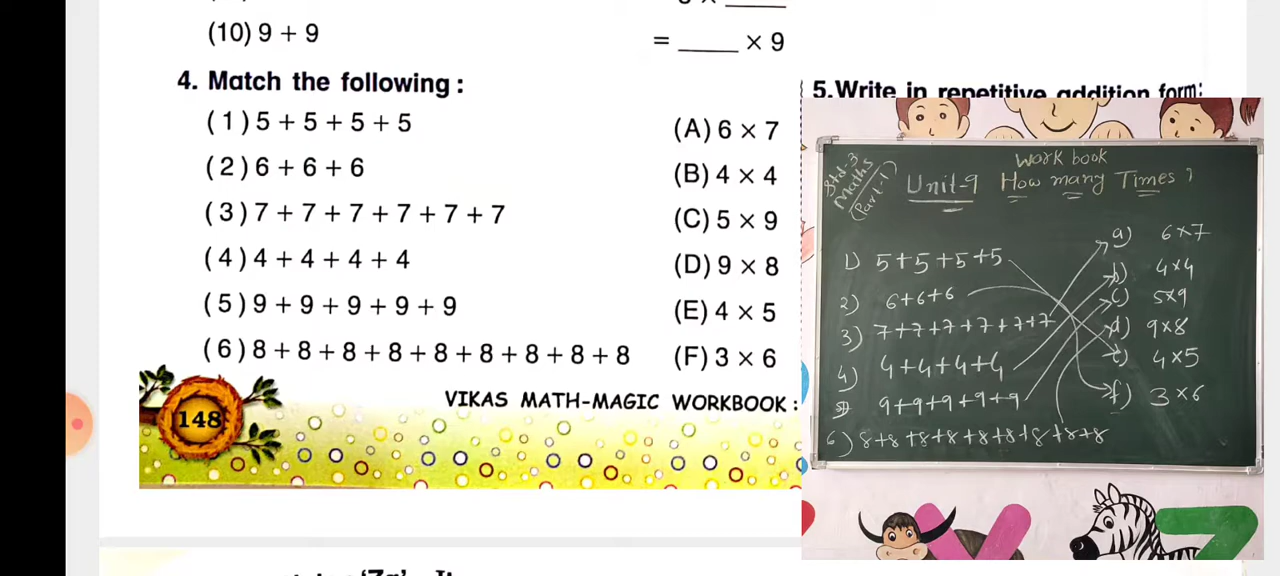 (10) 9 + 9
= ____ × 9
4. Match the following :
(1) 5 + 5 + 5 + 5
(2) 6 + 6 + 6
(3) 7 + 7 + 7 + 7 + 7 + 7
(4) 4 + 4 + 4 + 4
(5) 9 + 9 + 9 + 9 + 9
(6) 8 + 8 + 8 + 8 + 8 + 8 + 8 + 8 + 8
(A) 6 × 7
(B) 4 × 4
(C) 5 × 9
(D) 9 × 8
(E) 4 × 5
(F) 3 × 6
148
VIKAS MATH-MAGIC WORKBOOK :
5.Write in repetitive addition form:
Std-3
Maths
(Part-1)
Work book
Unit-9 How many Times ?
1) 5+5+5+5
2) 6+6+6
3) 7+7+7+7+7+7
4) 4+4+4+4
5) 9+9+9+9+9
6) 8+8+8+8+8+8+8+8+8
a) 6×7
b) 4×4
c) 5×9
d) 9×8
e) 4×5
f) 3×6